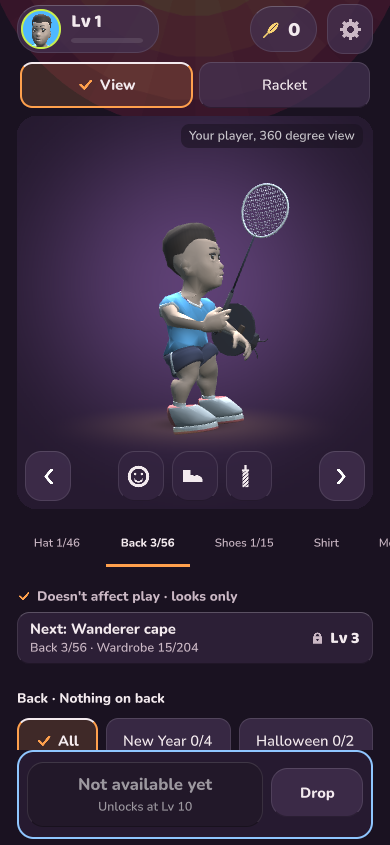 Lv 1
0
View
Racket
Your player, 360 degree view
Hat 1/46
Back 3/56
Shoes 1/15
Shirt
Doesn't affect play · looks only
Next: Wanderer cape
Back 3/56 · Wardrobe 15/204
Lv 3
Back · Nothing on back
All
New Year 0/4
Halloween 0/2
Not available yet
Unlocks at Lv 10
Drop